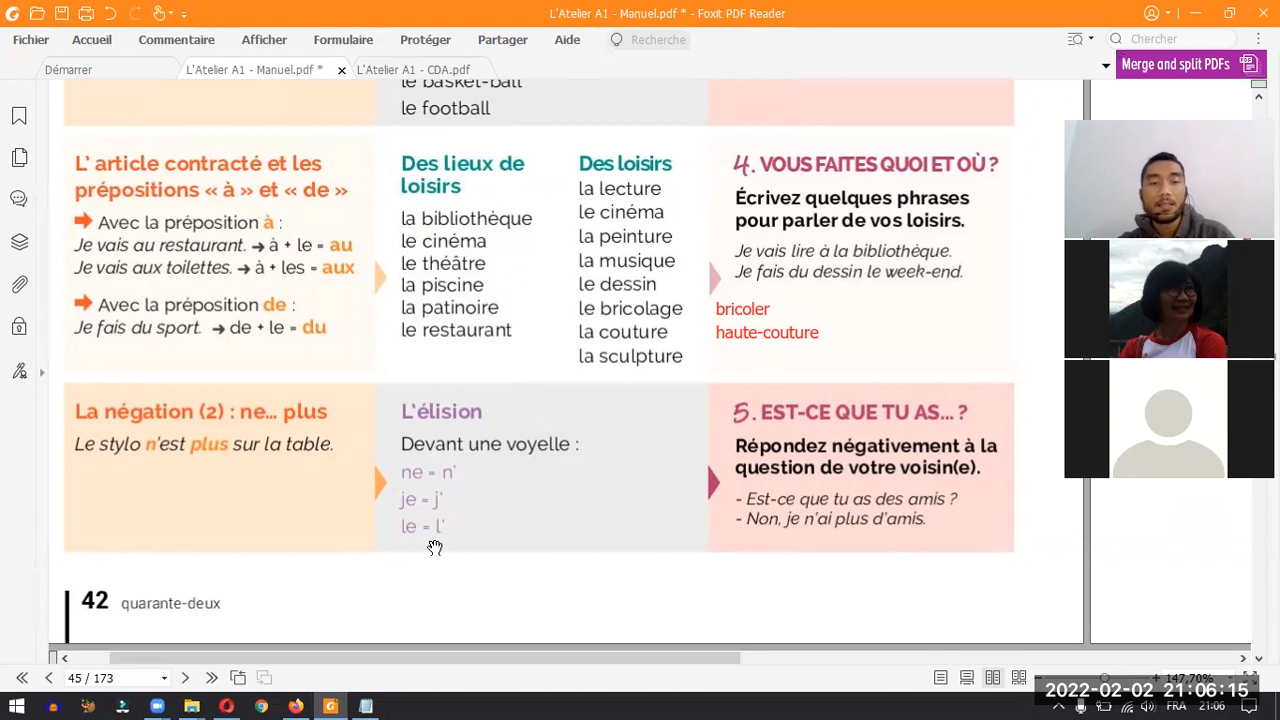 L'Atelier A1 - Manuel.pdf * - Foxit PDF Reader
Fichier Accueil Commentaire Afficher Formulaire Protéger Partager Aide Recherche Chercher
Démarrer L'Atelier A1 - Manuel.pdf * L'Atelier A1 - CDA.pdf Merge and split PDFs
le basket-ball
le football
L' article contracté et les
prépositions « à » et « de »
➡ Avec la préposition à :
Je vais au restaurant. → à + le = au
Je vais aux toilettes. → à + les = aux
➡ Avec la préposition de :
Je fais du sport. → de + le = du
Des lieux de
loisirs
la bibliothèque
le cinéma
le théâtre
la piscine
la patinoire
le restaurant
Des loisirs
la lecture
le cinéma
la peinture
la musique
le dessin
le bricolage
la couture
la sculpture
4. VOUS FAITES QUOI ET OÙ ?
Écrivez quelques phrases
pour parler de vos loisirs.
Je vais lire à la bibliothèque.
Je fais du dessin le week-end.
bricoler
haute-couture
La négation (2) : ne... plus
Le stylo n'est plus sur la table.
L'élision
Devant une voyelle :
ne = n'
je = j'
le = l'
5. EST-CE QUE TU AS... ?
Répondez négativement à la
question de votre voisin(e).
- Est-ce que tu as des amis ?
- Non, je n'ai plus d'amis.
42 quarante-deux
45 / 173 147,70%
2022-02-02 21:06:15
FRA 21:06